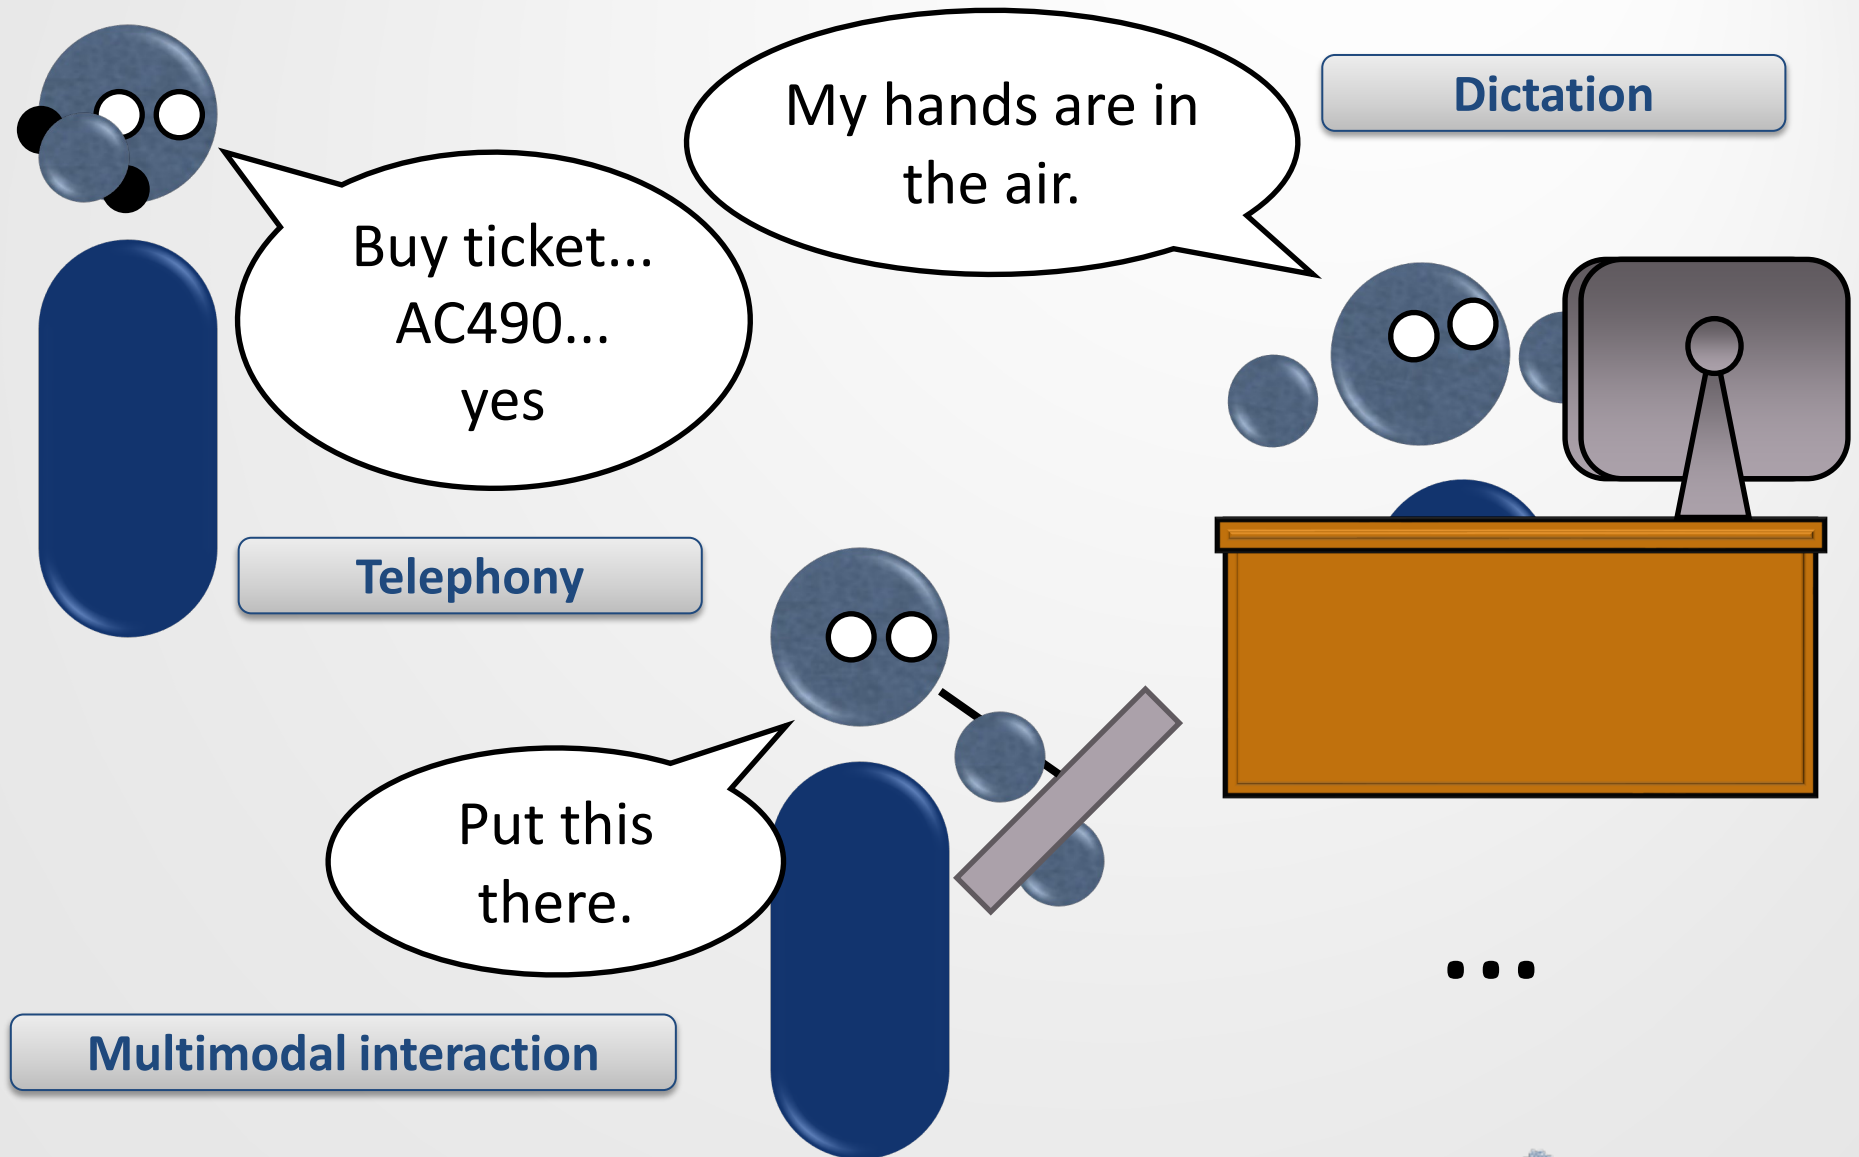 My hands are in
the air.
Dictation
Buy ticket...
AC490...
yes
Telephony
Put this
there.
...
Multimodal interaction